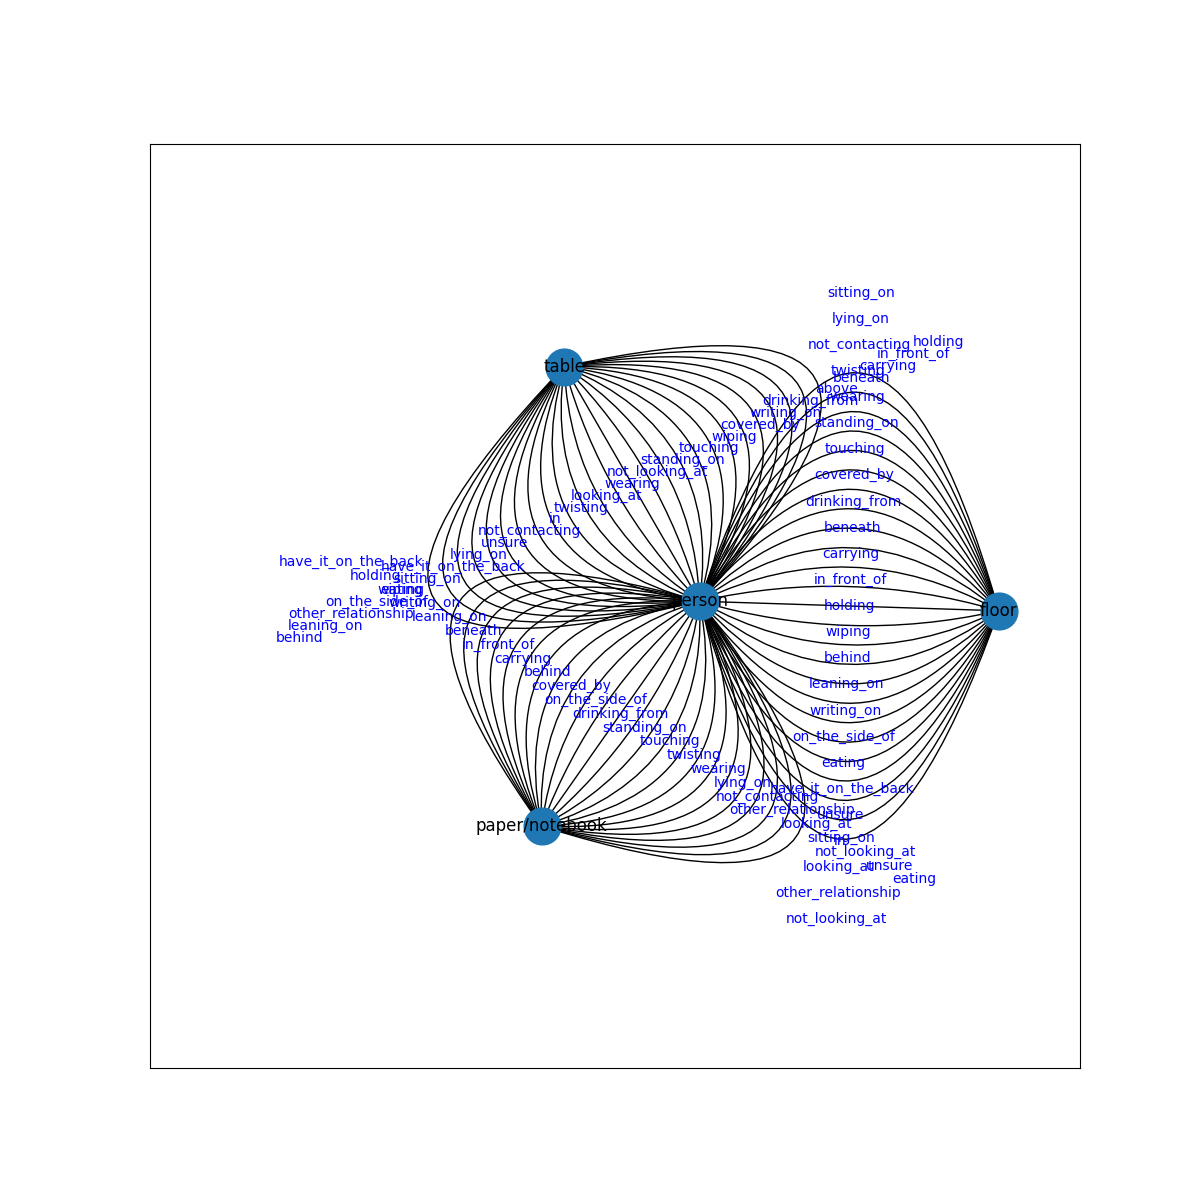 sitting_on
lying_on
holding
not_contacting
in_front_of
carrying
table
twisting
beneath
above
wearing
drinking_from
writing_on
standing_on
covered_by
wiping
touching
touching
standing_on
not_looking_at
covered_by
wearing
looking_at
drinking_from
twisting
in
beneath
not_contacting
unsure
carrying
lying_on
have_it_on_the_back
have_it_on_the_back
holding
sitting_on
in_front_of
eating
on_the_side_of
writing_on
person
holding
floor
other_relationship
leaning_on
leaning_on
beneath
wiping
behind
in_front_of
carrying
behind
behind
covered_by
leaning_on
on_the_side_of
writing_on
drinking_from
standing_on
on_the_side_of
touching
twisting
eating
wearing
lying_on
have_it_on_the_back
not_contacting
other_relationship
unsure
looking_at
paper/notebook
sitting_on
in
not_looking_at
looking_at
unsure
eating
other_relationship
not_looking_at